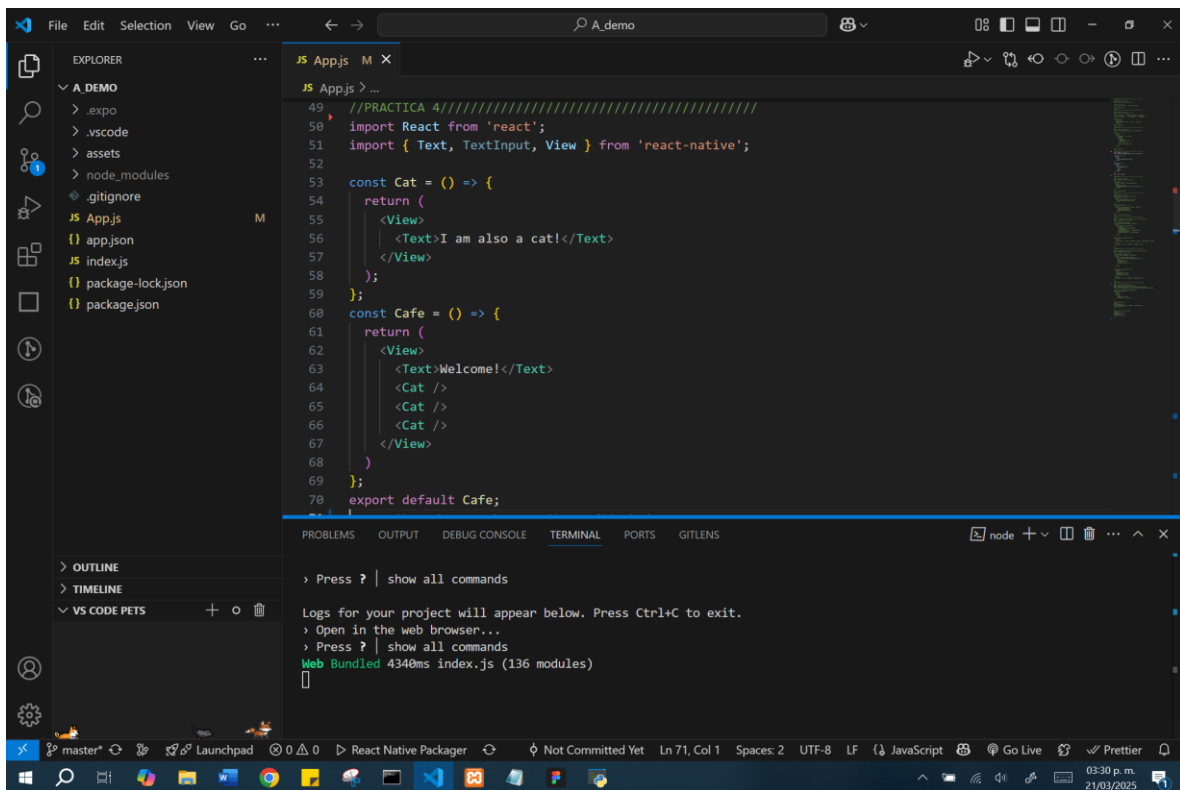 File Edit Selection View Go ··· A_demo
EXPLORER ···
A_DEMO
.expo
.vscode
assets
node_modules
.gitignore
JS App.js M
{} app.json
JS index.js
{} package-lock.json
{} package.json
OUTLINE
TIMELINE
VS CODE PETS
JS App.js M
JS App.js > ...
49 //PRACTICA 4///////////////////////////////////////////
50 import React from 'react';
51 import { Text, TextInput, View } from 'react-native';
52
53 const Cat = () => {
54 return (
55 <View>
56 <Text>I am also a cat!</Text>
57 </View>
58 );
59 };
60 const Cafe = () => {
61 return (
62 <View>
63 <Text>Welcome!</Text>
64 <Cat />
65 <Cat />
66 <Cat />
67 </View>
68 )
69 };
70 export default Cafe;
PROBLEMS OUTPUT DEBUG CONSOLE TERMINAL PORTS GITLENS node
› Press ? │ show all commands
Logs for your project will appear below. Press Ctrl+C to exit.
› Open in the web browser...
› Press ? │ show all commands
Web Bundled 4340ms index.js (136 modules)
master* Launchpad 0 0 React Native Packager Not Committed Yet Ln 71, Col 1 Spaces: 2 UTF-8 LF {} JavaScript Go Live Prettier
03:30 p. m.
21/03/2025